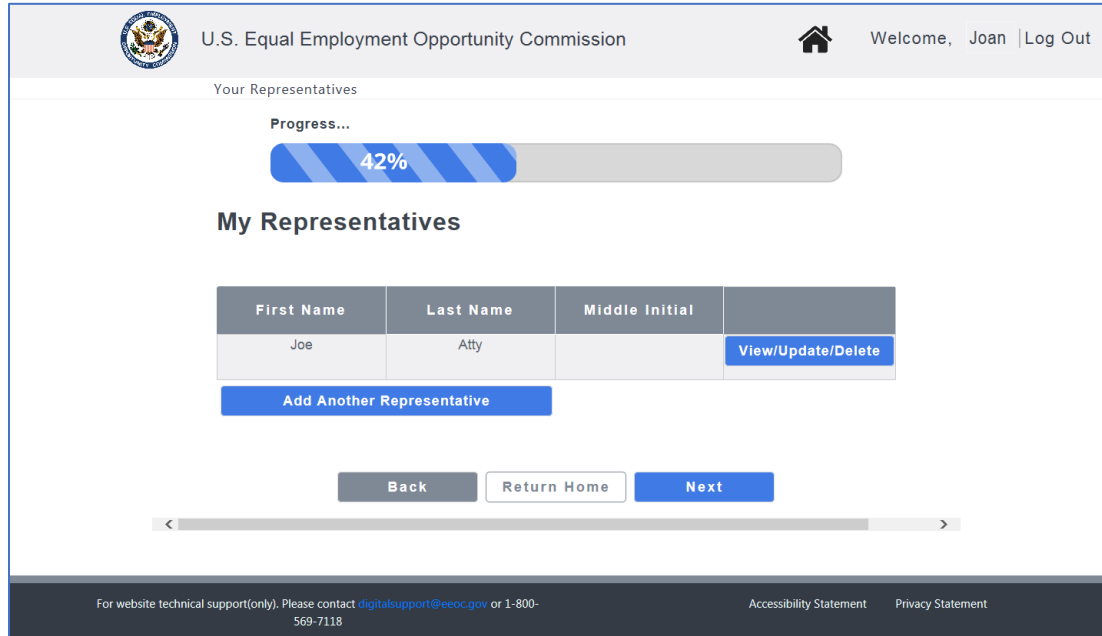 U.S. Equal Employment Opportunity Commission
Welcome, Joan |Log Out
Your Representatives
Progress...
42%
My Representatives
First Name Last Name Middle Initial
Joe Atty View/Update/Delete
Add Another Representative
Back Return Home Next
For website technical support(only). Please contact digitalsupport@eeoc.gov or 1-800-
569-7118
Accessibility Statement Privacy Statement